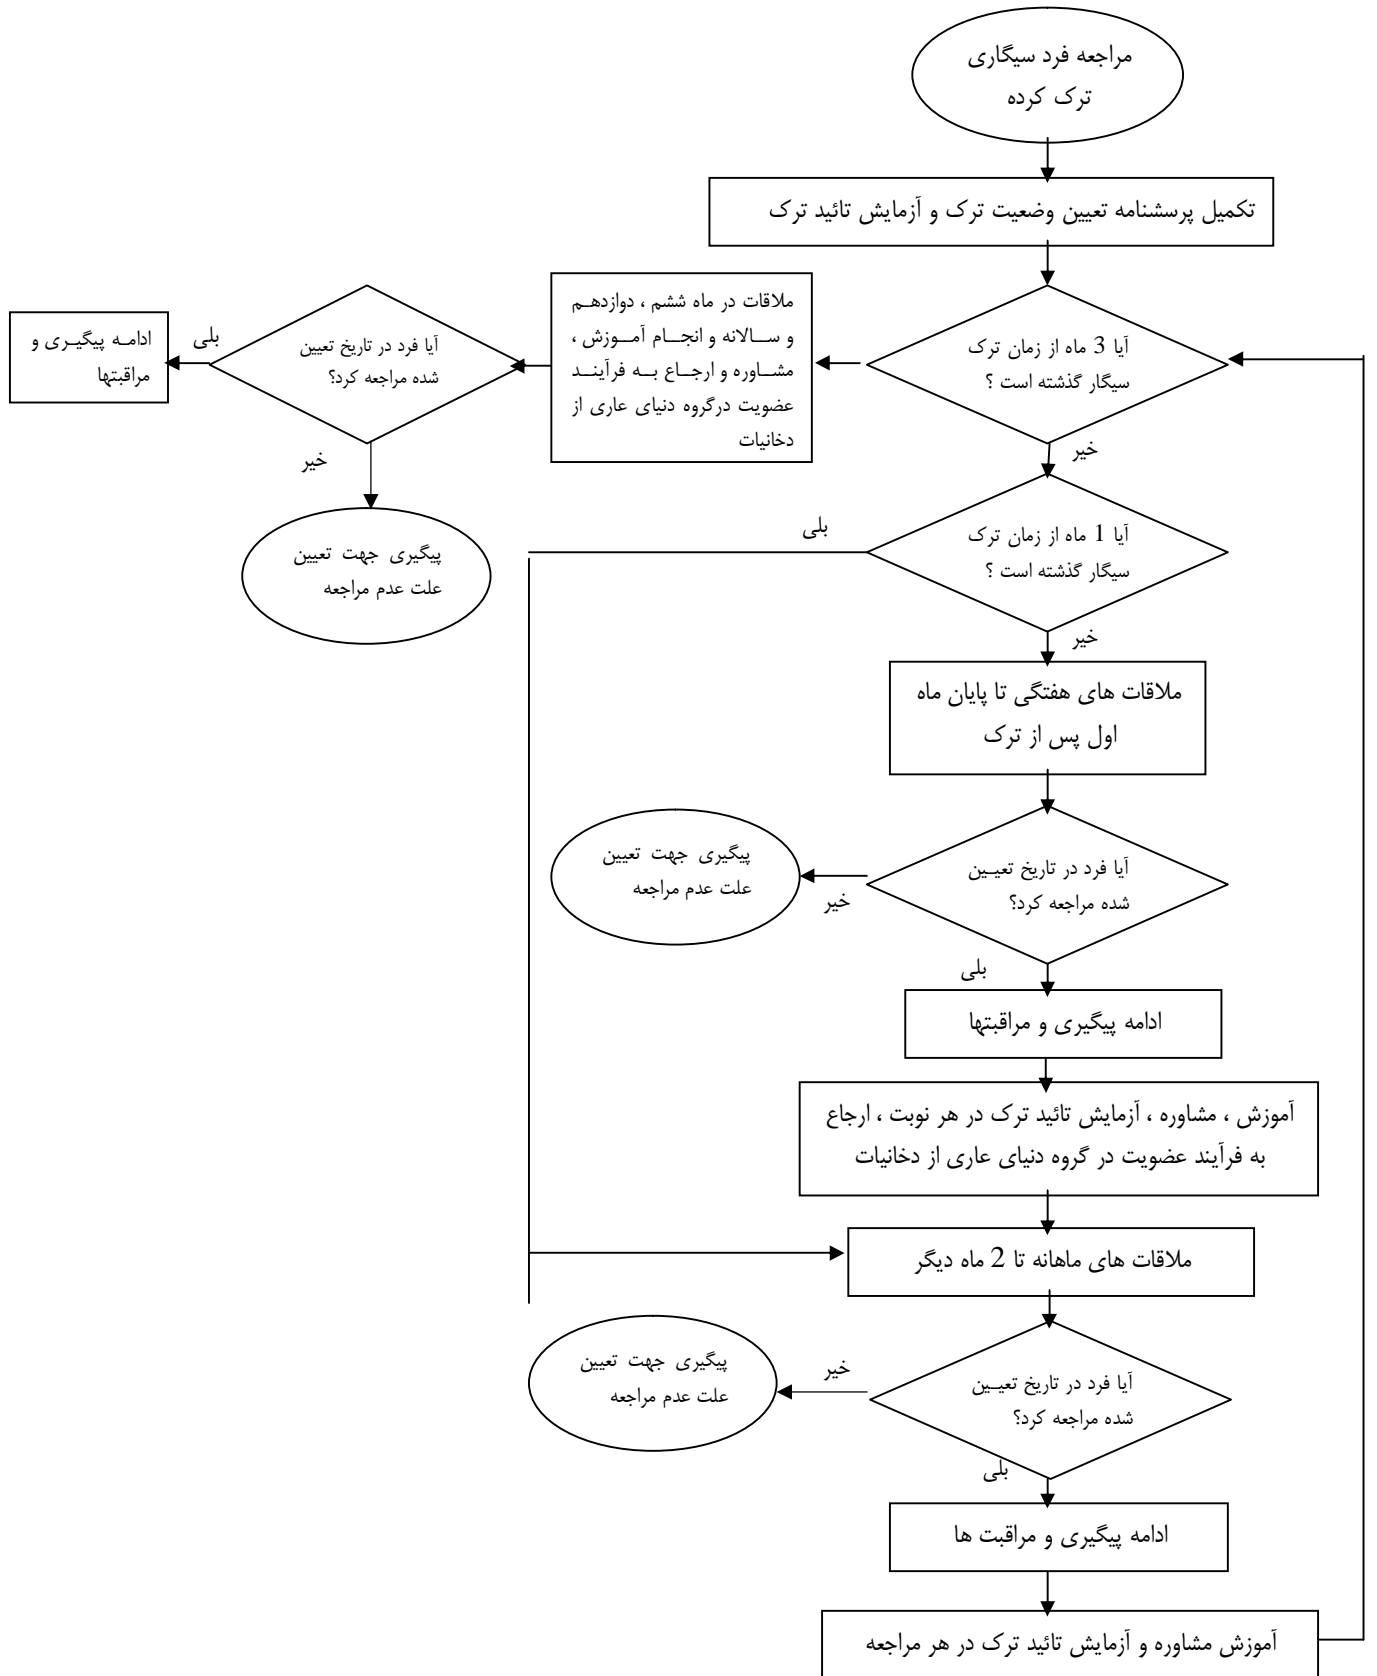 مراجعه فرد سیگاری
ترک کرده
تکمیل پرسشنامه تعیین وضعیت ترک و آزمایش تائید ترک
آیا 3 ماه از زمان ترک
سیگار گذشته است ؟
ملاقات در ماه ششم ، دوازدهم
و سالانه و انجام آموزش ،
مشاوره و ارجاع به فرآیند
عضویت درگروه دنیای عاری از
دخانیات
آیا فرد در تاریخ تعیین
شده مراجعه کرد؟
بلی
ادامه پیگیری و
مراقبتها
خیر
پیگیری جهت تعیین
علت عدم مراجعه
خیر
آیا 1 ماه از زمان ترک
سیگار گذشته است ؟
بلی
خیر
ملاقات های هفتگی تا پایان ماه
اول پس از ترک
آیا فرد در تاریخ تعیین
شده مراجعه کرد؟
خیر
پیگیری جهت تعیین
علت عدم مراجعه
بلی
ادامه پیگیری و مراقبتها
آموزش ، مشاوره ، آزمایش تائید ترک در هر نوبت ، ارجاع
به فرآیند عضویت در گروه دنیای عاری از دخانیات
ملاقات های ماهانه تا 2 ماه دیگر
آیا فرد در تاریخ تعیین
شده مراجعه کرد؟
خیر
پیگیری جهت تعیین
علت عدم مراجعه
بلی
ادامه پیگیری و مراقبت ها
آموزش مشاوره و آزمایش تائید ترک در هر مراجعه